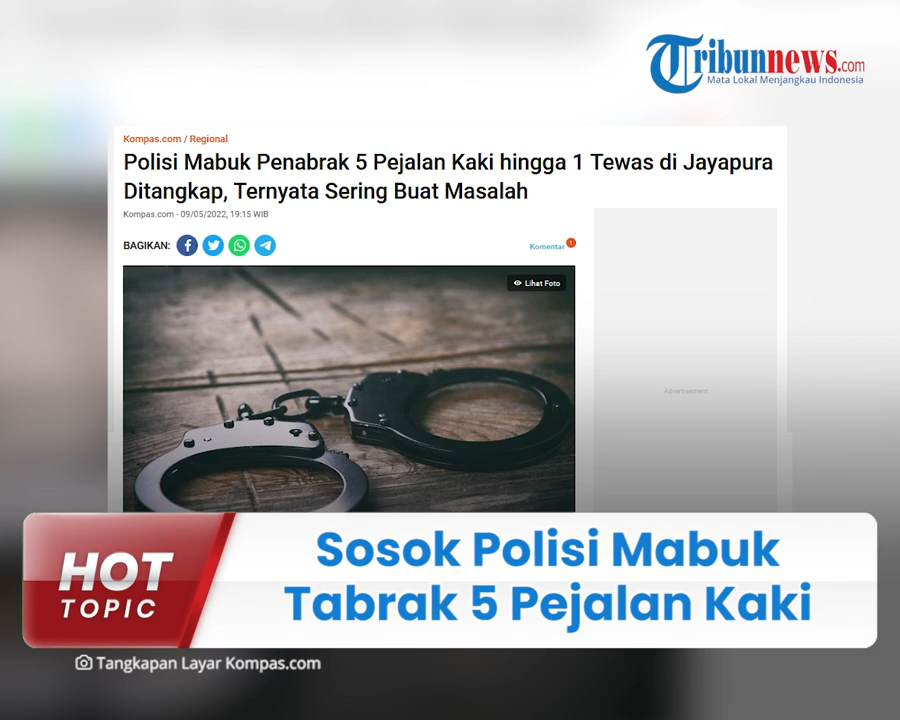 Tribunnews.com
Mata Lokal Menjangkau Indonesia
Kompas.com / Regional
Polisi Mabuk Penabrak 5 Pejalan Kaki hingga 1 Tewas di Jayapura
Ditangkap, Ternyata Sering Buat Masalah
Kompas.com - 09/05/2022, 19:15 WIB
BAGIKAN:
Komentar 1
Lihat Foto
Advertisement
HOT
TOPIC
Sosok Polisi Mabuk
Tabrak 5 Pejalan Kaki
Tangkapan Layar Kompas.com